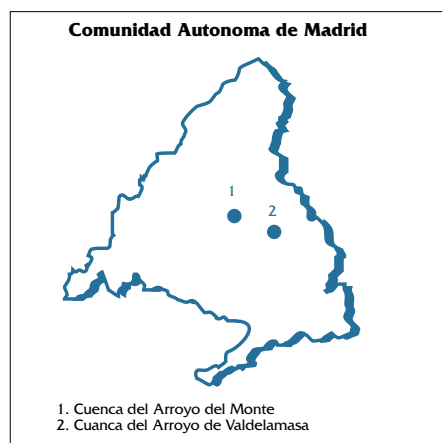 Comunidad Autonoma de Madrid
1
2
1. Cuenca del Arroyo del Monte
2. Cuanca del Arroyo de Valdelamasa